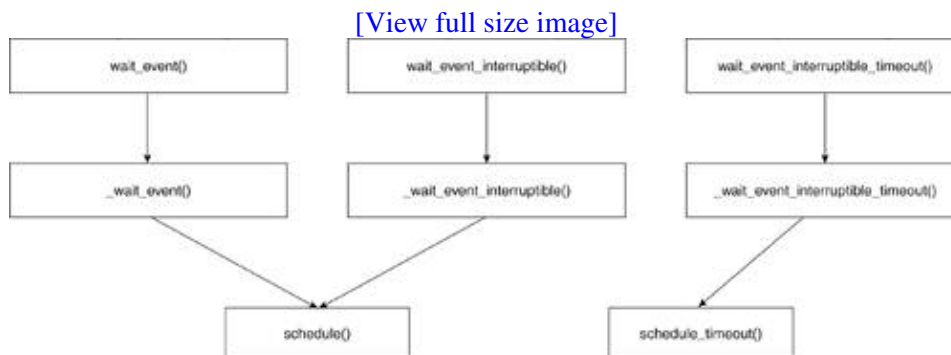 [View full size image]
wait_event() wait_event_interruptible() wait_event_interruptible_timeout()
_wait_event() _wait_event_interruptible() _wait_event_interruptible_timeout()
schedule() schedule_timeout()